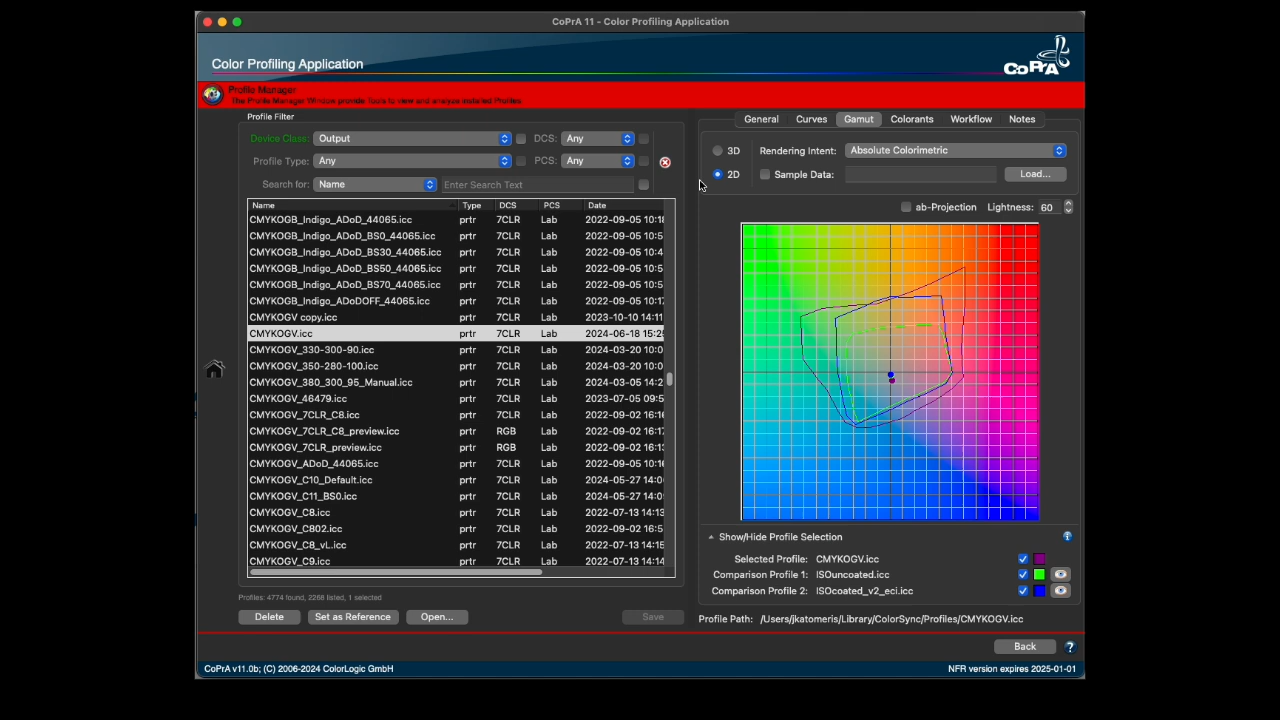 CoPrA 11 - Color Profiling Application
Color Profiling Application
CoPrA
Profile Manager
The Profile Manager Window provide Tools to view and analyse installed Profiles
Profile Filter
Device Class: Output DCS: Any
Profile Type: Any PCS: Any
Search for: Name Enter Search Text
Name Type DCS PCS Date
CMYKOGB_Indigo_ADoD_44065.icc prtr 7CLR Lab 2022-09-05 10:18
CMYKOGB_Indigo_ADoD_BS0_44065.icc prtr 7CLR Lab 2022-09-05 10:5
CMYKOGB_Indigo_ADoD_BS30_44065.icc prtr 7CLR Lab 2022-09-05 10:4
CMYKOGB_Indigo_ADoD_BS50_44065.icc prtr 7CLR Lab 2022-09-05 10:5
CMYKOGB_Indigo_ADoD_BS70_44065.icc prtr 7CLR Lab 2022-09-05 10:5
CMYKOGB_Indigo_ADoDOFF_44065.icc prtr 7CLR Lab 2022-09-05 10:17
CMYKOGV copy.icc prtr 7CLR Lab 2023-10-10 14:11
CMYKOGV.icc prtr 7CLR Lab 2024-06-18 15:25
CMYKOGV_330-300-90.icc prtr 7CLR Lab 2024-03-20 10:0
CMYKOGV_350-280-100.icc prtr 7CLR Lab 2024-03-20 10:0
CMYKOGV_380_300_95_Manual.icc prtr 7CLR Lab 2024-03-05 14:2
CMYKOGV_46479.icc prtr 7CLR Lab 2023-07-05 09:5
CMYKOGV_7CLR_C8.icc prtr 7CLR Lab 2022-09-02 16:16
CMYKOGV_7CLR_C8_preview.icc prtr RGB Lab 2022-09-02 16:17
CMYKOGV_7CLR_preview.icc prtr RGB Lab 2022-09-02 16:13
CMYKOGV_ADoD_44065.icc prtr 7CLR Lab 2022-09-05 10:16
CMYKOGV_C10_Default.icc prtr 7CLR Lab 2024-05-27 14:0
CMYKOGV_C11_BS0.icc prtr 7CLR Lab 2024-05-27 14:0
CMYKOGV_C8.icc prtr 7CLR Lab 2022-07-13 14:13
CMYKOGV_C802.icc prtr 7CLR Lab 2022-09-02 16:5
CMYKOGV_C8_vL.icc prtr 7CLR Lab 2022-07-13 14:15
CMYKOGV_C9.icc prtr 7CLR Lab 2022-07-13 14:14
Profiles: 4774 found, 2268 listed, 1 selected
Delete Set as Reference Open... Save
General Curves Gamut Colorants Workflow Notes
3D Rendering Intent: Absolute Colorimetric
2D Sample Data: Load...
ab-Projection Lightness: 60
Show/Hide Profile Selection
Selected Profile: CMYKOGV.icc
Comparison Profile 1: ISOuncoated.icc
Comparison Profile 2: ISOcoated_v2_eci.icc
Profile Path: /Users/jkatomeris/Library/ColorSync/Profiles/CMYKOGV.icc
Back ?
CoPrA v11.0b; (C) 2006-2024 ColorLogic GmbH NFR version expires 2025-01-01